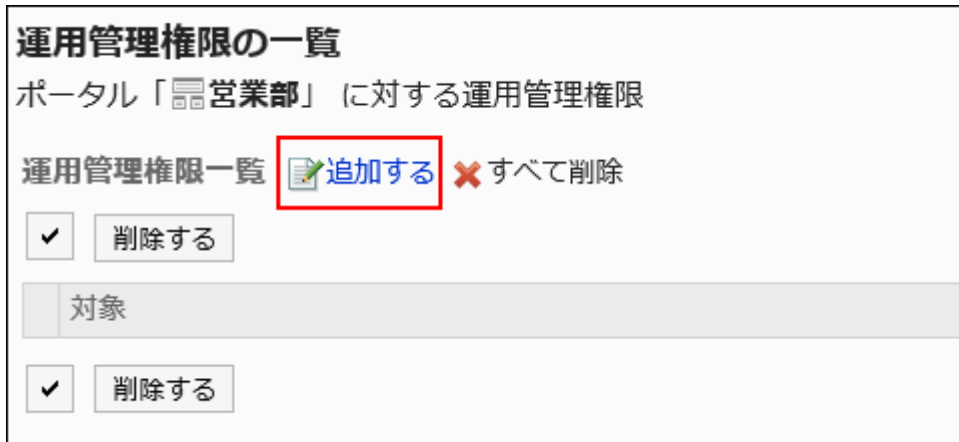 運用管理権限の一覧
ポータル「営業部」 に対する運用管理権限
運用管理権限一覧 追加する すべて削除
削除する
対象
削除する